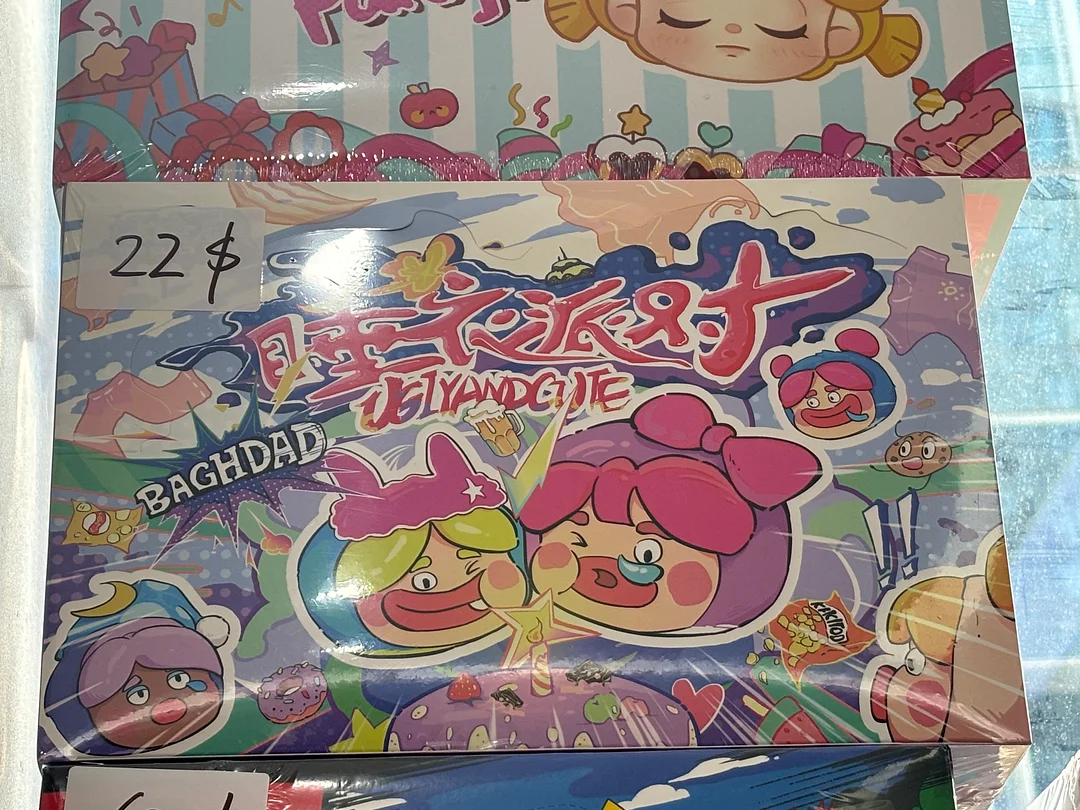 22 $
睡衣派对
UGLYANDCUTE
BAGHDAD
!!